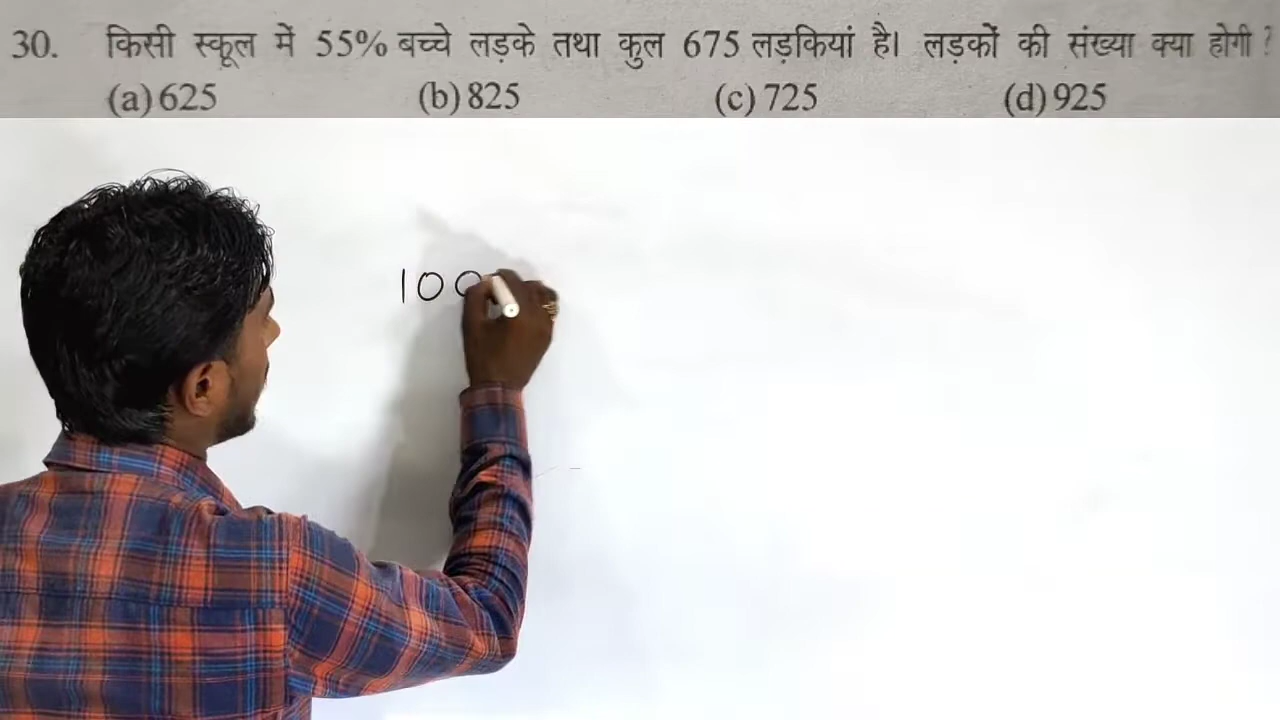 30. किसी स्कूल में 55% बच्चे लड़के तथा कुल 675 लड़कियां है। लड़कों की संख्या क्या होगी ?
(a) 625 (b) 825 (c) 725 (d) 925
100